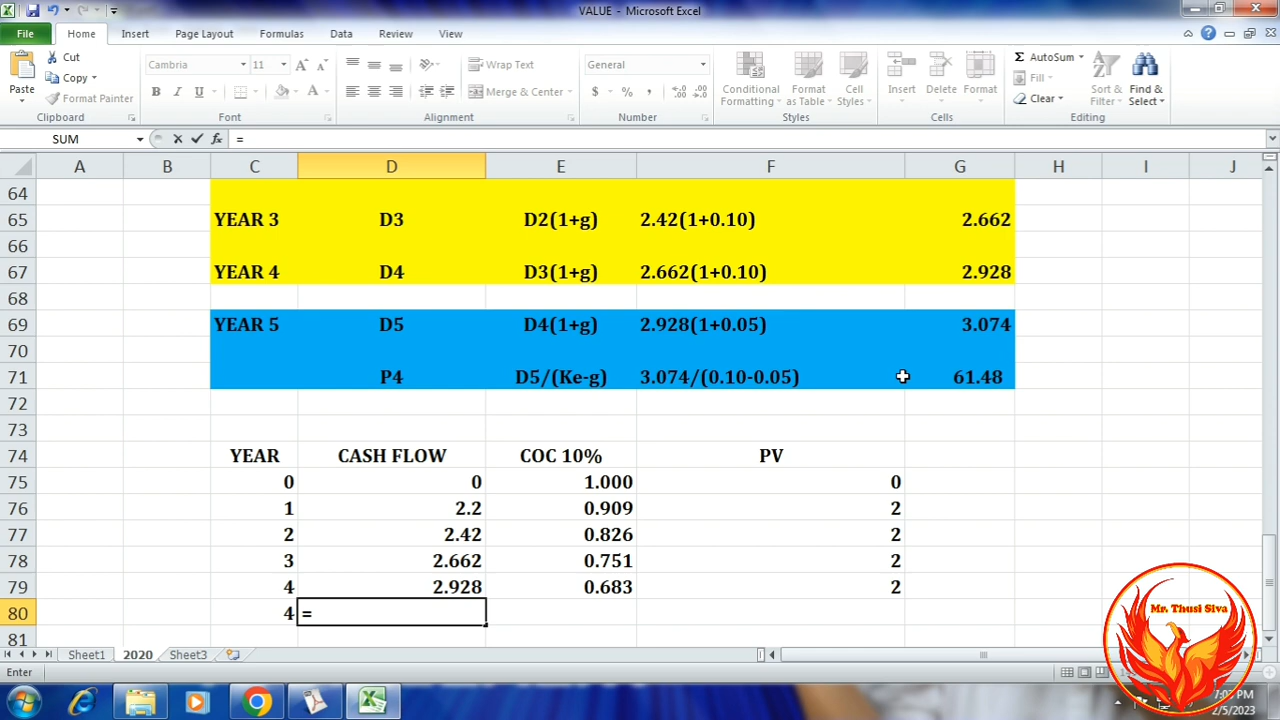 VALUE - Microsoft Excel
File Home Insert Page Layout Formulas Data Review View
Paste
Cut
Copy
Format Painter
Clipboard
Cambria 11
B I U
Font
Wrap Text
Merge & Center
Alignment
General
$ % ,
Number
Conditional Formatting
Format as Table
Cell Styles
Styles
Insert
Delete
Format
Cells
Σ AutoSum
Fill
Clear
Sort & Filter
Find & Select
Editing
SUM fx =
A B C D E F G H I J
64
65 YEAR 3 D3 D2(1+g) 2.42(1+0.10) 2.662
66
67 YEAR 4 D4 D3(1+g) 2.662(1+0.10) 2.928
68
69 YEAR 5 D5 D4(1+g) 2.928(1+0.05) 3.074
70
71 P4 D5/(Ke-g) 3.074/(0.10-0.05) 61.48
72
73
74 YEAR CASH FLOW COC 10% PV
75 0 0 1.000 0
76 1 2.2 0.909 2
77 2 2.42 0.826 2
78 3 2.662 0.751 2
79 4 2.928 0.683 2
80 4 =
81
Sheet1 2020 Sheet3
Enter
Mr. Thusi Siva
2/5/2023